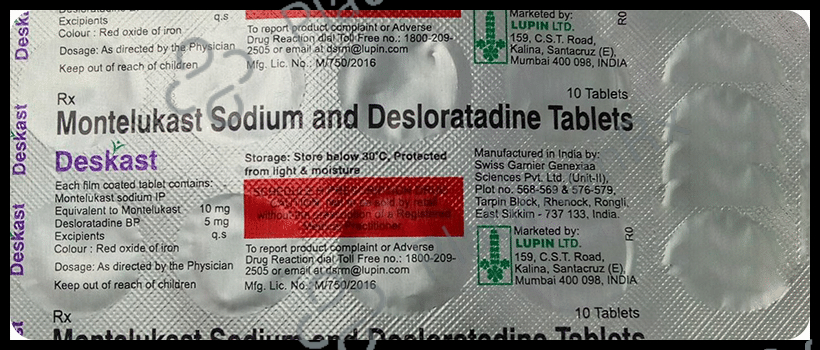 Desloratadine BP
Excipients q.s
Colour : Red oxide of iron
Dosage: As directed by the Physician
Keep out of reach of children
To report product complaint or Adverse
Drug Reaction dial Toll Free no.: 1800-209-
2505 or email at dsrm@lupin.com
Mfg. Lic. No.: M/750/2016
Marketed by:
LUPIN LTD.
159, C.S.T. Road,
Kalina, Santacruz (E),
Mumbai 400 098, INDIA
R0
Rx
10 Tablets
Montelukast Sodium and Desloratadine Tablets
Deskast
Each film coated tablet contains:
Montelukast sodium IP
Equivalent to Montelukast 10 mg
Desloratadine BP 5 mg
Excipients q.s
Colour : Red oxide of iron
Dosage: As directed by the Physician
Keep out of reach of children
Storage: Store below 30°C, Protected
from light & moisture
To report product complaint or Adverse
Drug Reaction dial Toll Free no.: 1800-209-
2505 or email at dsrm@lupin.com
Mfg. Lic. No.: M/750/2016
Manufactured in India by:
Swiss Garnier Genexiaa
Sciences Pvt. Ltd. (Unit-II),
Plot no. 568-569 & 576-579,
Tarpin Block, Rhenock, Rongli,
East Sikkim - 737 133, India.
Marketed by:
LUPIN LTD.
159, C.S.T. Road,
Kalina, Santacruz (E),
Mumbai 400 098, INDIA
R0
Rx
10 Tablets
Montelukast Sodium and Desloratadine Tablets
Deskast
Deskast